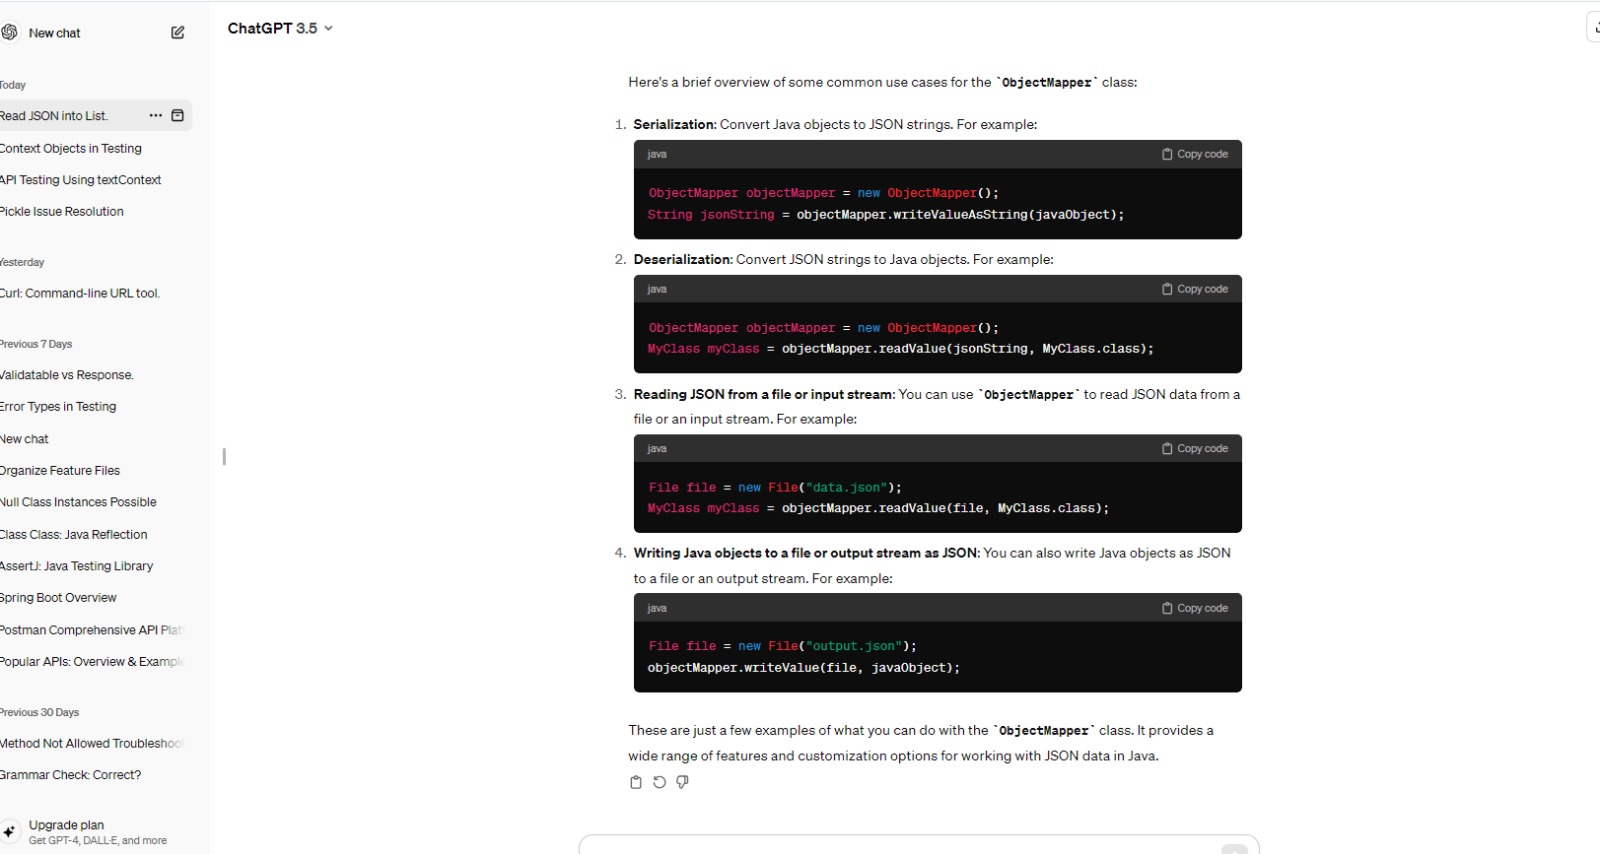 New chat
Today
Read JSON into List.
Context Objects in Testing
API Testing Using textContext
Pickle Issue Resolution
Yesterday
Curl: Command-line URL tool.
Previous 7 Days
Validatable vs Response.
Error Types in Testing
New chat
Organize Feature Files
Null Class Instances Possible
Class Class: Java Reflection
AssertJ: Java Testing Library
Spring Boot Overview
Postman Comprehensive API Plat
Popular APIs: Overview & Example
Previous 30 Days
Method Not Allowed Troubleshoot
Grammar Check: Correct?
Upgrade plan
Get GPT-4, DALL·E, and more
ChatGPT 3.5
Here's a brief overview of some common use cases for the `ObjectMapper` class:
1. Serialization: Convert Java objects to JSON strings. For example:
java Copy code
ObjectMapper objectMapper = new ObjectMapper();
String jsonString = objectMapper.writeValueAsString(javaObject);
2. Deserialization: Convert JSON strings to Java objects. For example:
java Copy code
ObjectMapper objectMapper = new ObjectMapper();
MyClass myClass = objectMapper.readValue(jsonString, MyClass.class);
3. Reading JSON from a file or input stream: You can use `ObjectMapper` to read JSON data from a
file or an input stream. For example:
java Copy code
File file = new File("data.json");
MyClass myClass = objectMapper.readValue(file, MyClass.class);
4. Writing Java objects to a file or output stream as JSON: You can also write Java objects as JSON
to a file or an output stream. For example:
java Copy code
File file = new File("output.json");
objectMapper.writeValue(file, javaObject);
These are just a few examples of what you can do with the `ObjectMapper` class. It provides a
wide range of features and customization options for working with JSON data in Java.